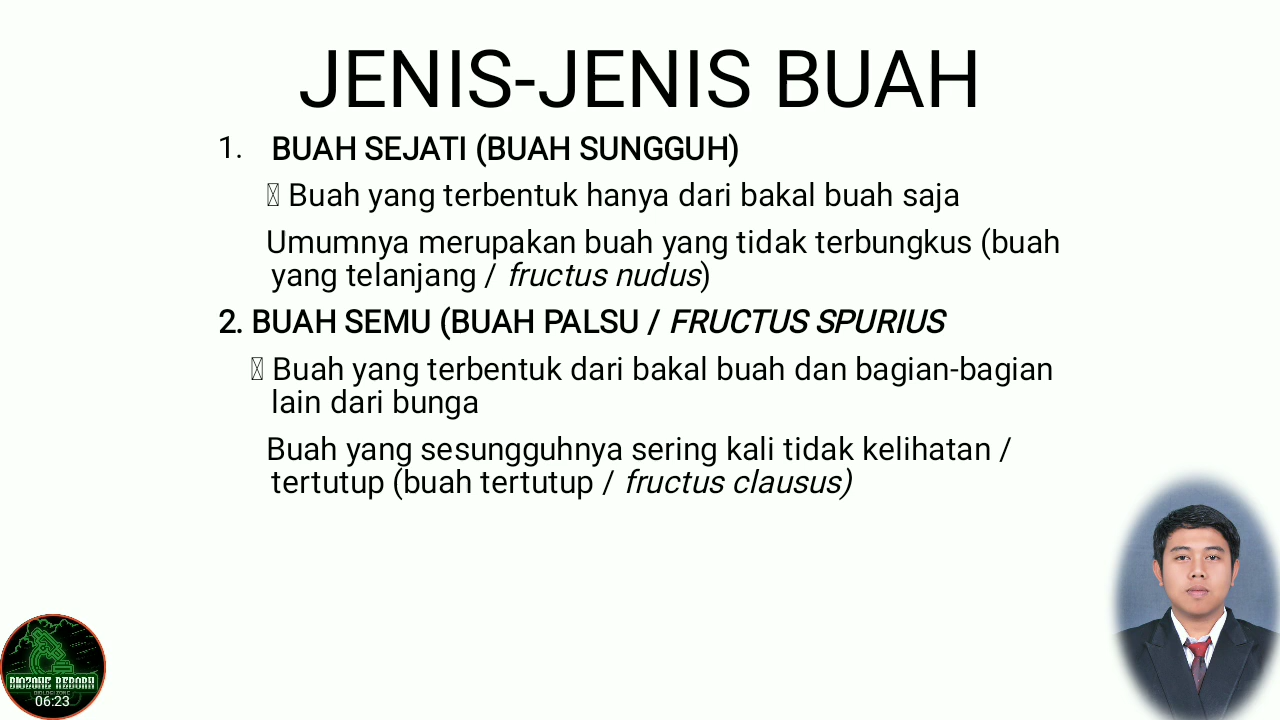 JENIS-JENIS BUAH
1. BUAH SEJATI (BUAH SUNGGUH)
Buah yang terbentuk hanya dari bakal buah saja
Umumnya merupakan buah yang tidak terbungkus (buah
yang telanjang / fructus nudus)
2. BUAH SEMU (BUAH PALSU / FRUCTUS SPURIUS
Buah yang terbentuk dari bakal buah dan bagian-bagian
lain dari bunga
Buah yang sesungguhnya sering kali tidak kelihatan /
tertutup (buah tertutup / fructus clausus)
BIOZONE REBORN
06:23